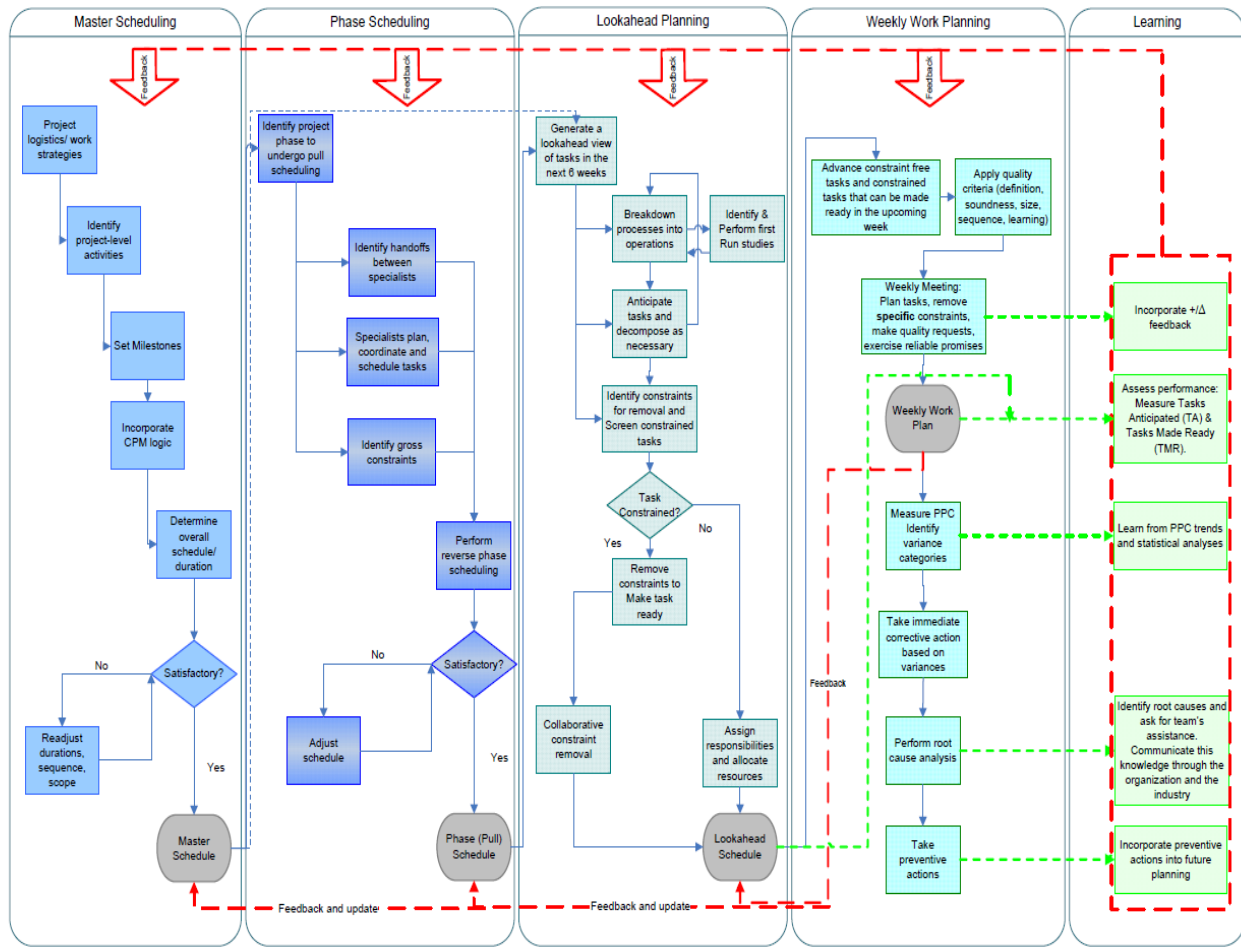 Master Scheduling
Phase Scheduling
Lookahead Planning
Weekly Work Planning
Learning
Feedback
Feedback
Feedback
Feedback
Project
logistics/ work
strategies
Identify
project-level
activities
Set Milestones
Incorporate
CPM logic
Determine
overall schedule/
duration
Satisfactory?
No
Yes
Readjust
durations,
sequence,
scope
Master
Schedule
Identify project
phase to
undergo pull
scheduling
Identify handoffs
between
specialists
Specialists plan,
coordinate and
schedule tasks
Identify gross
constraints
Perform
reverse phase
scheduling
Satisfactory?
No
Yes
Adjust
schedule
Phase (Pull)
Schedule
Generate a
lookahead view
of tasks in the
next 6 weeks
Breakdown
processes into
operations
Identify &
Perform first
Run studies
Anticipate
tasks and
decompose as
necessary
Identify constraints
for removal and
Screen constrained
tasks
Task
Constrained?
No
Yes
Remove
constraints to
Make task
ready
Collaborative
constraint
removal
Assign
responsibilities
and allocate
resources
Lookahead
Schedule
Advance constraint free
tasks and constrained
tasks that can be made
ready in the upcoming
week
Apply quality
criteria (definition,
soundness, size,
sequence, learning)
Weekly Meeting:
Plan tasks, remove
specific constraints,
make quality requests,
exercise reliable promises
Weekly Work
Plan
Measure PPC
Identify
variance
categories
Take immediate
corrective action
based on
variances
Feedback
Perform root
cause analysis
Take
preventive
actions
Incorporate +/Δ
feedback
Assess performance:
Measure Tasks
Anticipated (TA) &
Tasks Made Ready
(TMR).
Learn from PPC trends
and statistical analyses
Identify root causes and
ask for team's
assistance.
Communicate this
knowledge through the
organization and the
industry
Incorporate preventive
actions into future
planning
Feedback and update
Feedback and update